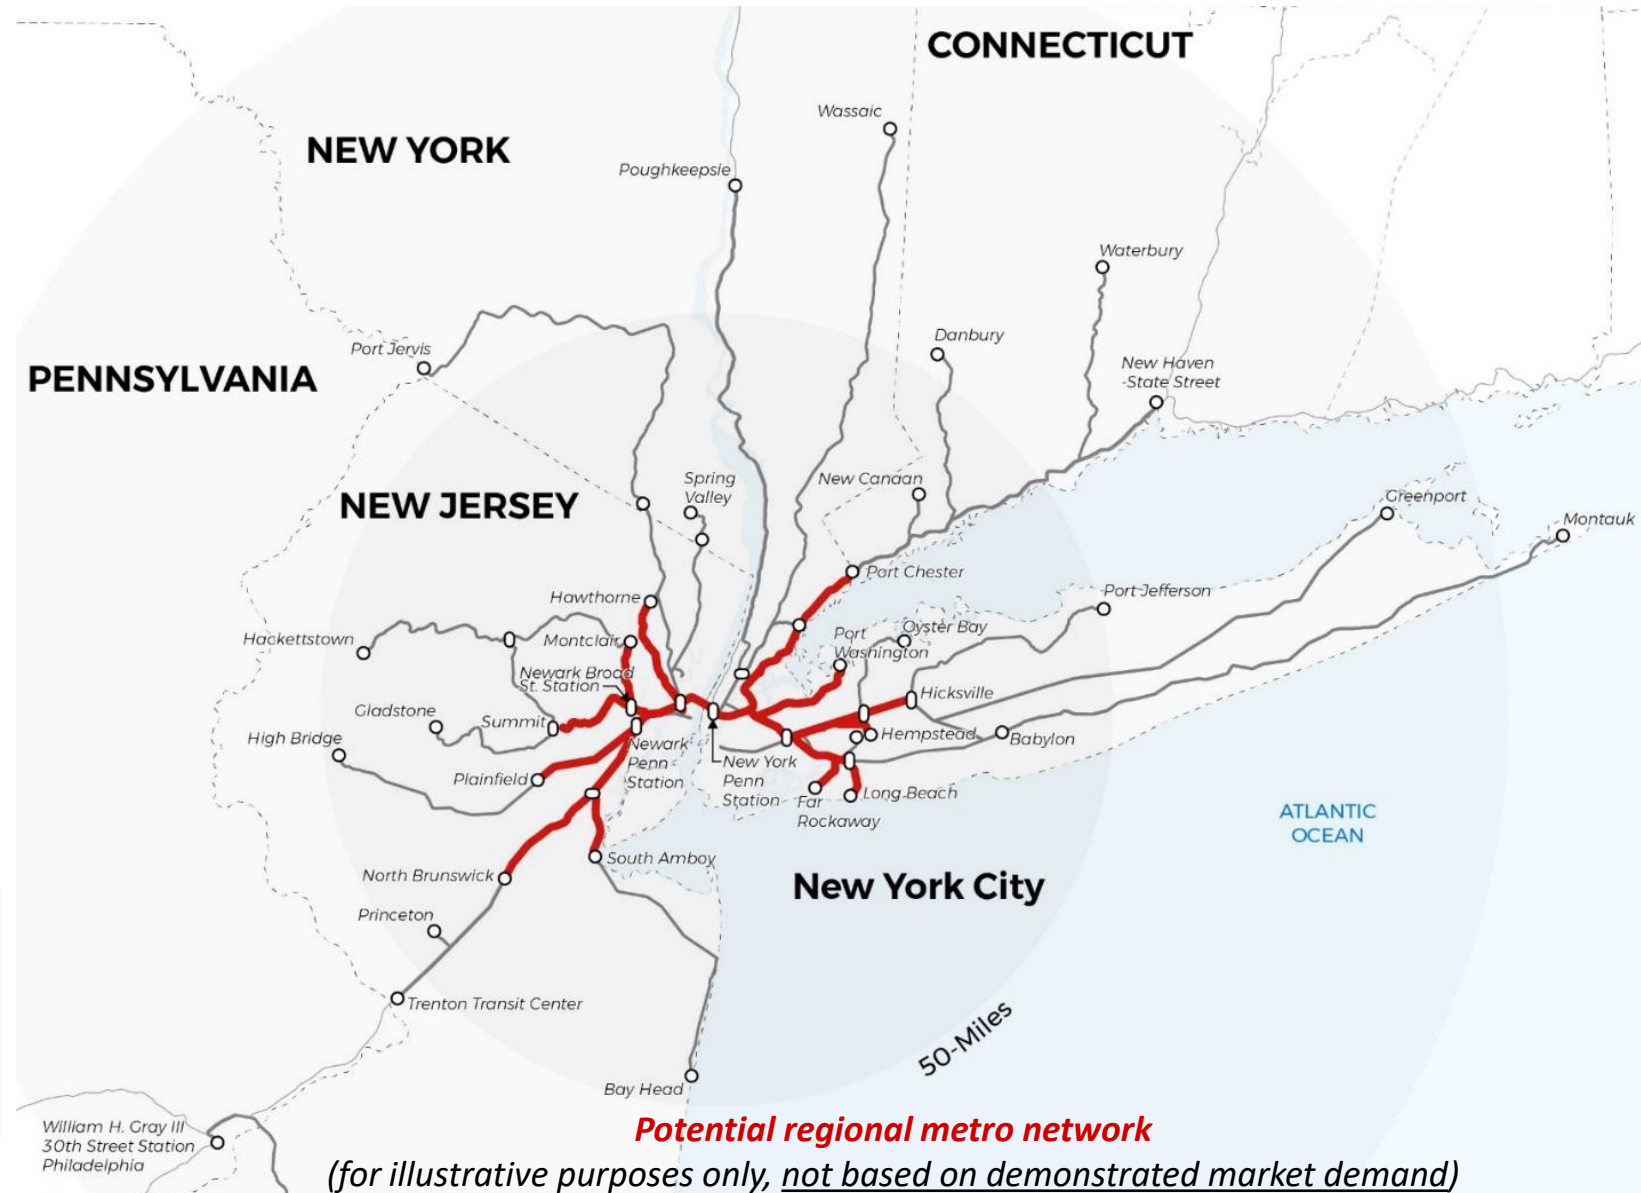 CONNECTICUT
Wassaic
NEW YORK
Poughkeepsie
Waterbury
Danbury
Port Jervis
New Haven
-State Street
PENNSYLVANIA
Spring
Valley
New Canaan
NEW JERSEY
Greenport
Montauk
Port Chester
Port Jefferson
Hawthorne
Hackettstown
Montclair
Port
Washington
Oyster Bay
Newark Broad
St. Station
Hicksville
Gladstone
Summit
High Bridge
Hempstead
Babylon
Newark
Penn
Station
New York
Penn
Station
Plainfield
Far
Rockaway
Long Beach
ATLANTIC
OCEAN
South Amboy
North Brunswick
New York City
Princeton
Trenton Transit Center
50-Miles
Bay Head
William H. Gray III
30th Street Station
Philadelphia
Potential regional metro network
(for illustrative purposes only, not based on demonstrated market demand)